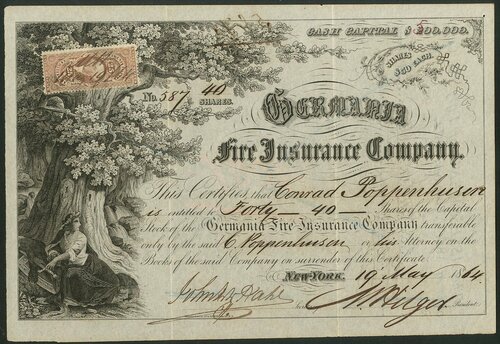 CASH CAPITAL $500,000.
SHARES
$50 EACH.
No. 587 40
SHARES.
GERMANIA
Fire Insurance Company.
This Certifies, that Conrad Poppenhusen
is entitled to Forty — 40 — Shares of the Capital
Stock of the Germania Fire Insurance Company transferable
only by the said C. Poppenhusen or his Attorney on the
Books of the said Company on surrender of this Certificate.
NEW-YORK. 19 May 1864
Secy.
President.